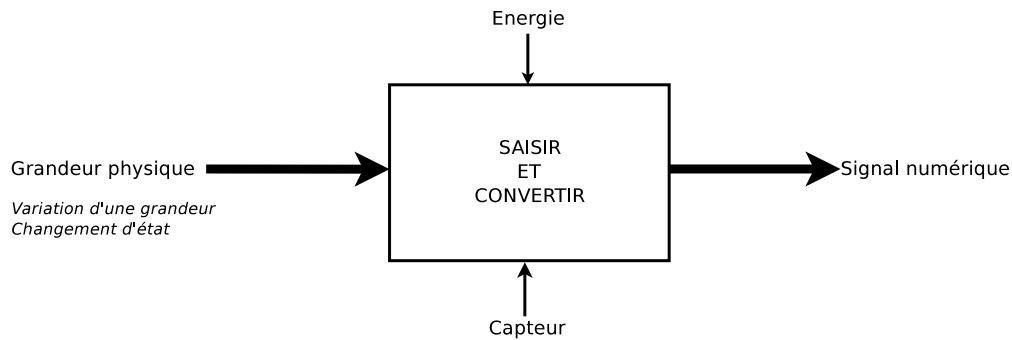 Energie
SAISIR
ET
CONVERTIR
Grandeur physique
Signal numérique
Variation d'une grandeur
Changement d'état
Capteur